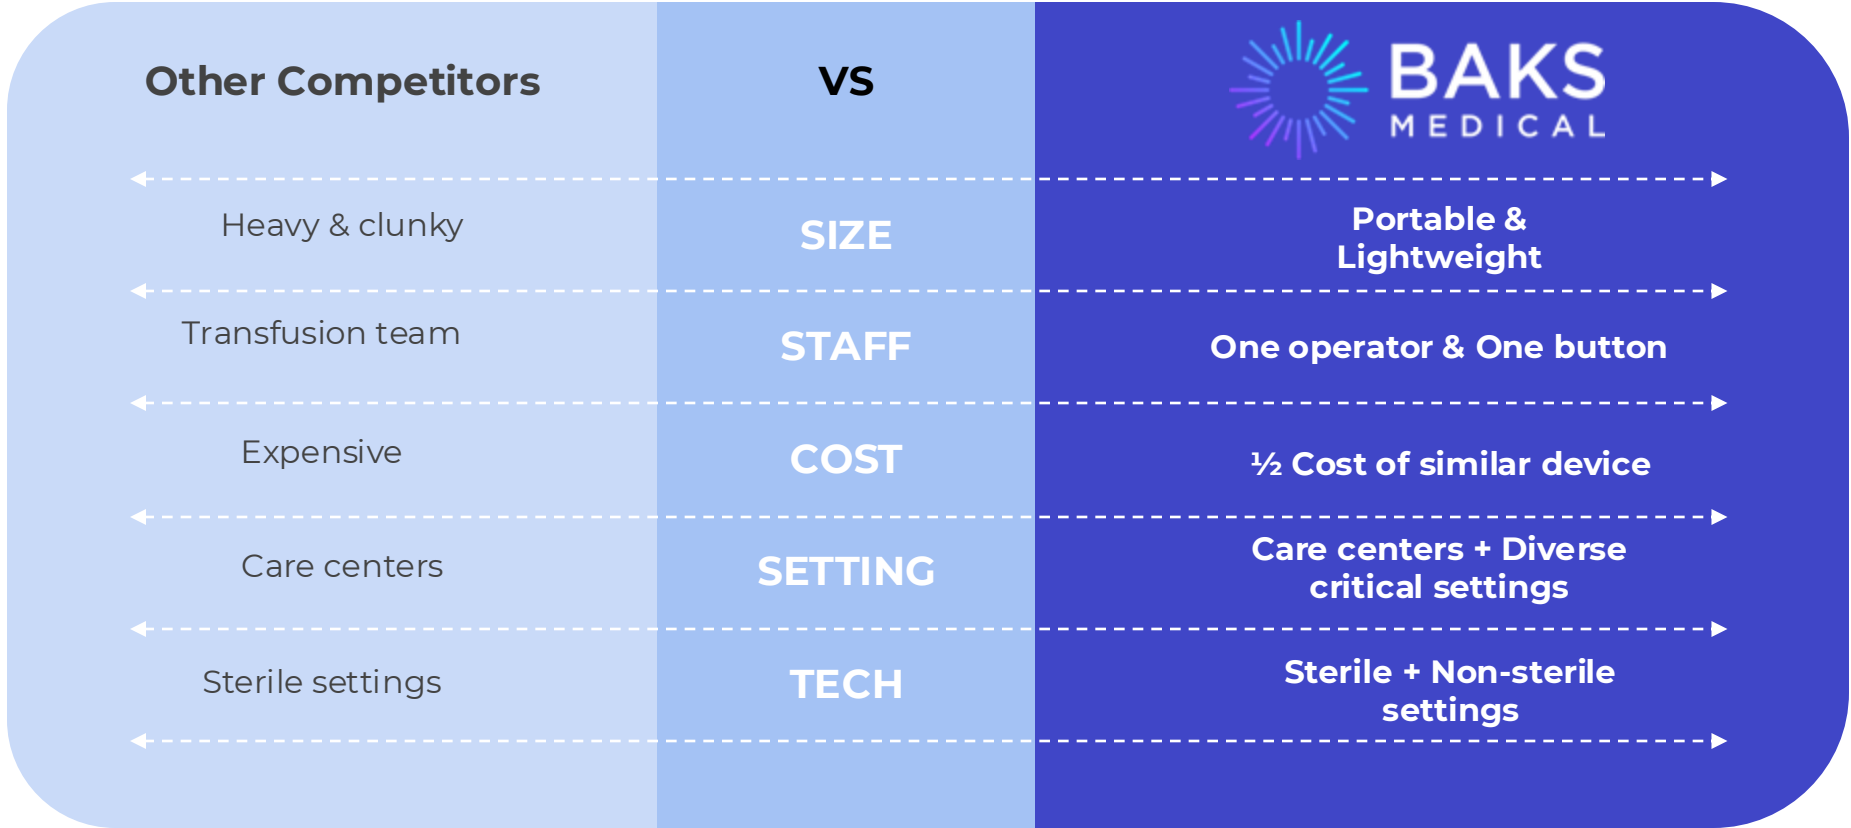 Other Competitors
VS
BAKS
MEDICAL
Heavy & clunky
SIZE
Portable &
Lightweight
Transfusion team
STAFF
One operator & One button
Expensive
COST
½ Cost of similar device
Care centers
SETTING
Care centers + Diverse
critical settings
Sterile settings
TECH
Sterile + Non-sterile
settings